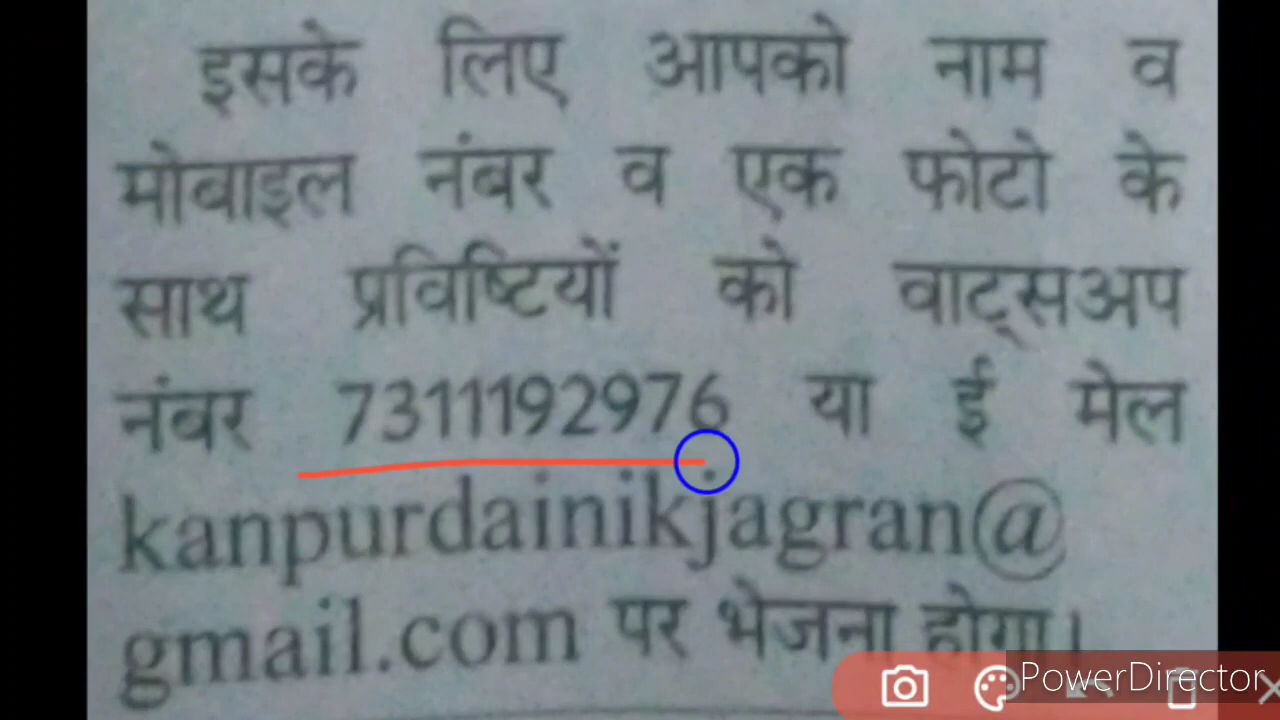 इसके लिए आपको नाम व
मोबाइल नंबर व एक फोटो के
साथ प्रविष्टियों को वाट्सअप
नंबर 7311192976 या ई मेल
kanpurdainikjagran@
gmail.com पर भेजना होगा।
PowerDirector